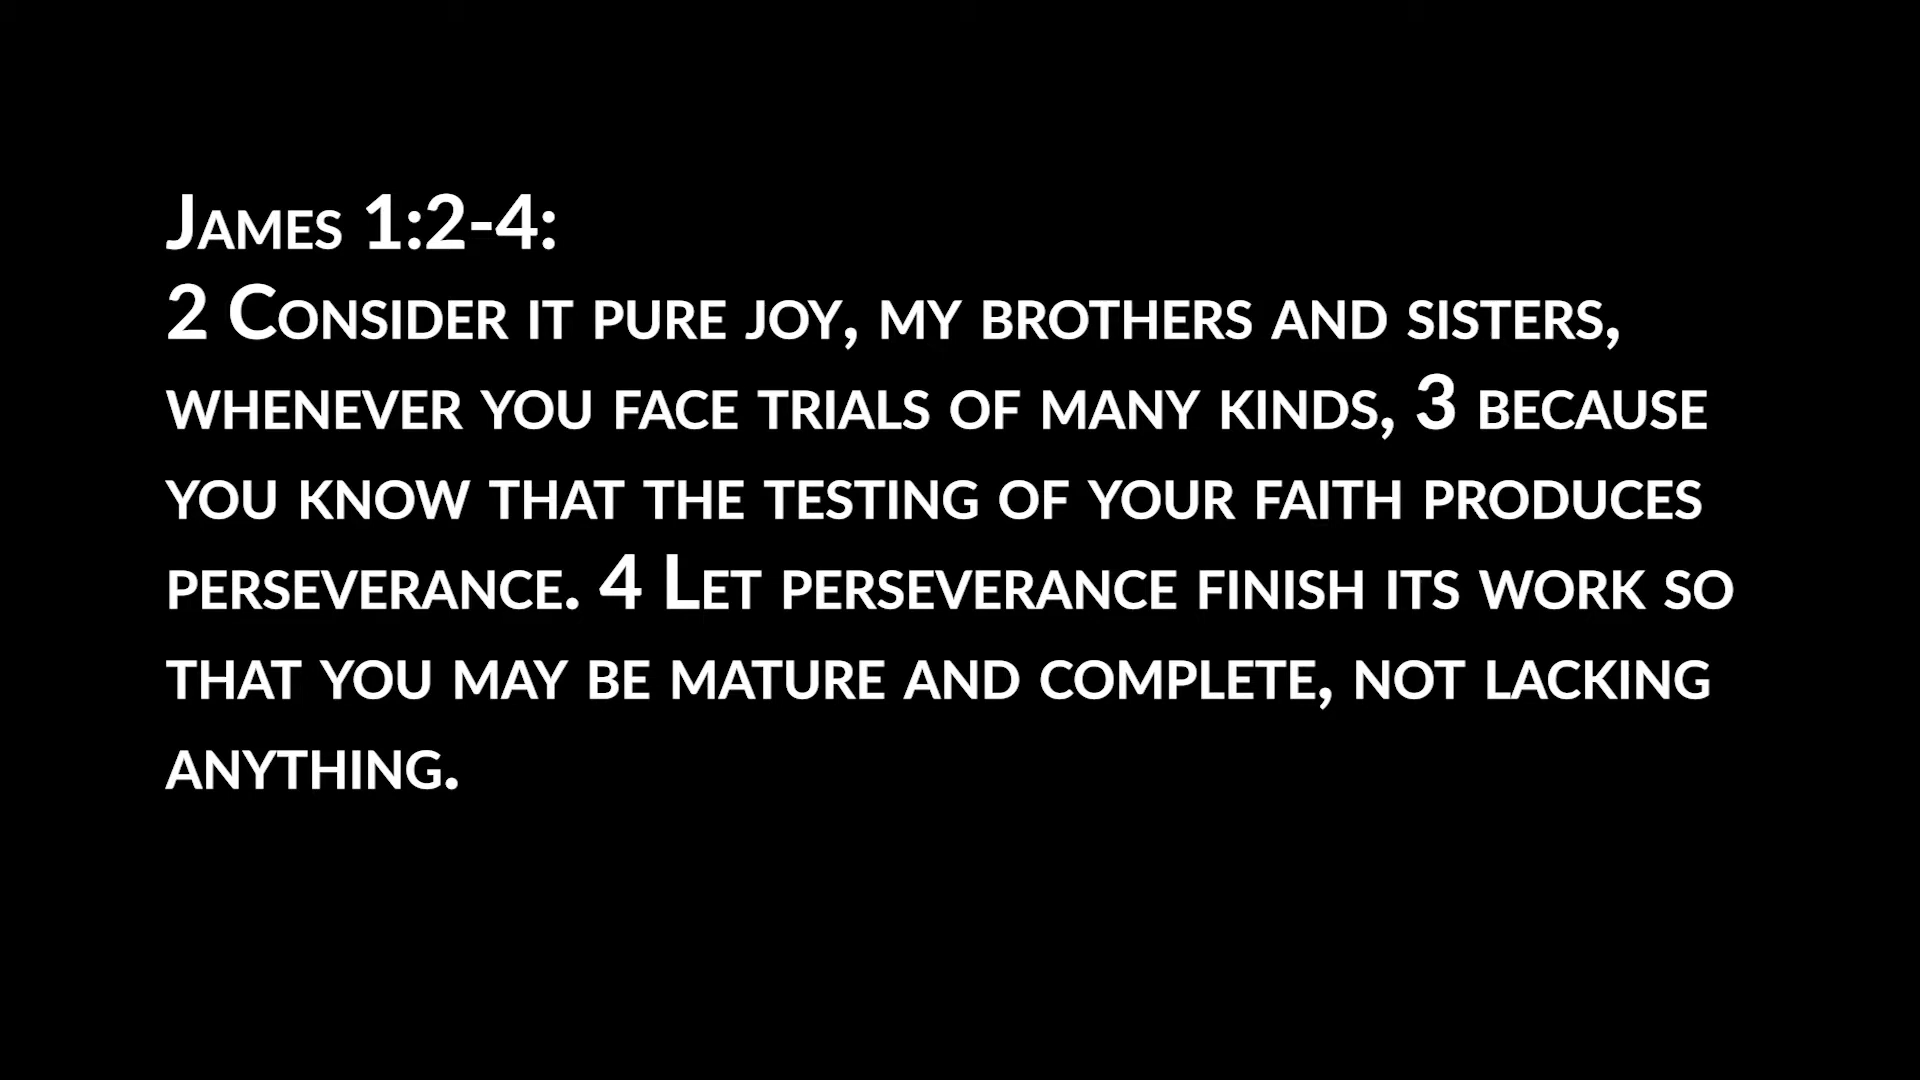 James 1:2-4:
2 Consider it pure joy, my brothers and sisters,
whenever you face trials of many kinds, 3 because
you know that the testing of your faith produces
perseverance. 4 Let perseverance finish its work so
that you may be mature and complete, not lacking
anything.